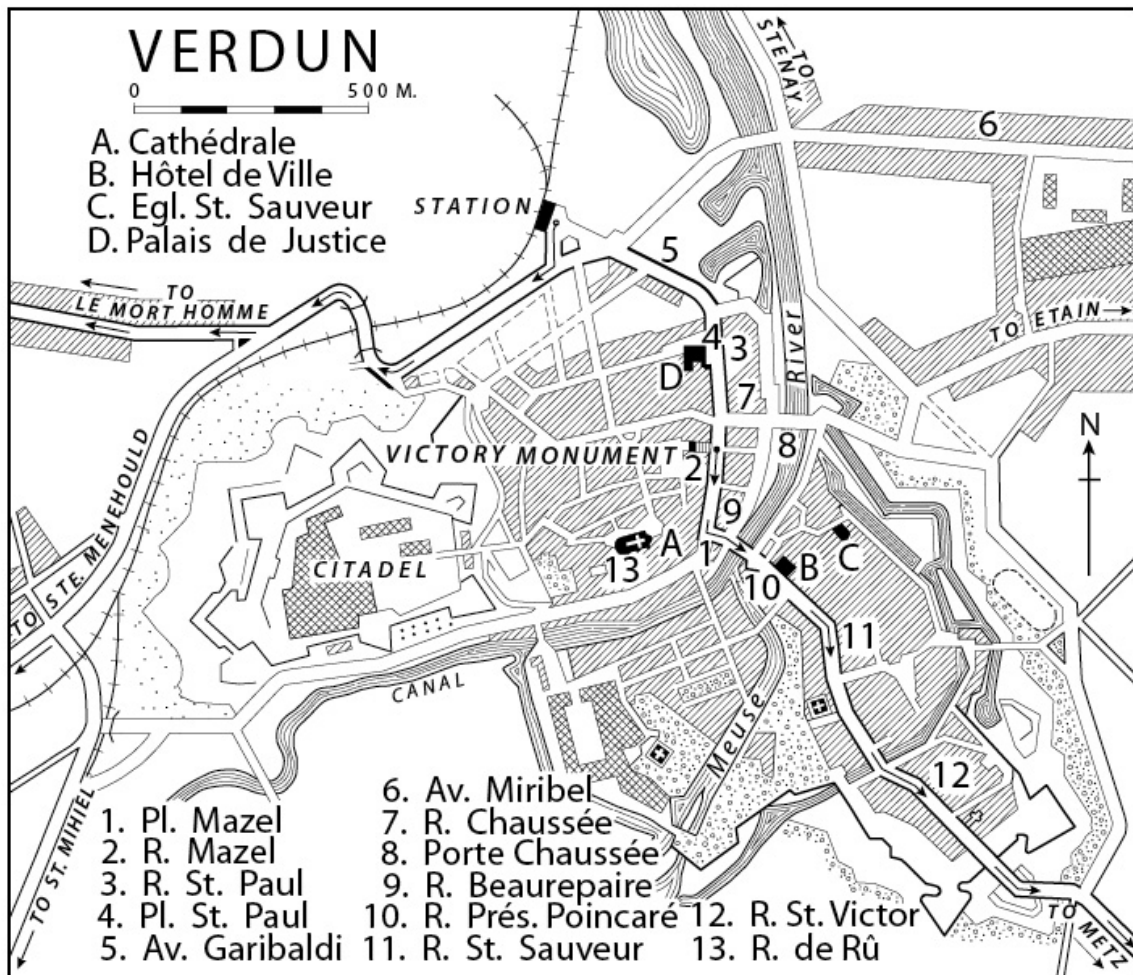 VERDUN
0 500 M.
A. Cathédrale
B. Hôtel de Ville
C. Egl. St. Sauveur
D. Palais de Justice
STATION
TO STENAY
6
5
TO
LE MORT HOMME
4
3
D
River
TO ETAIN
7
N
VICTORY MONUMENT
2
8
9
TO STE. MENEHOULD
CITADEL
13
A
1
10
B
C
11
CANAL
Meuse
12
TO ST. MIHIEL
1. Pl. Mazel
2. R. Mazel
3. R. St. Paul
4. Pl. St. Paul
5. Av. Garibaldi
6. Av. Miribel
7. R. Chaussée
8. Porte Chaussée
9. R. Beaurepaire
10. R. Prés. Poincaré
11. R. St. Sauveur
12. R. St. Victor
13. R. de Rû
TO METZ